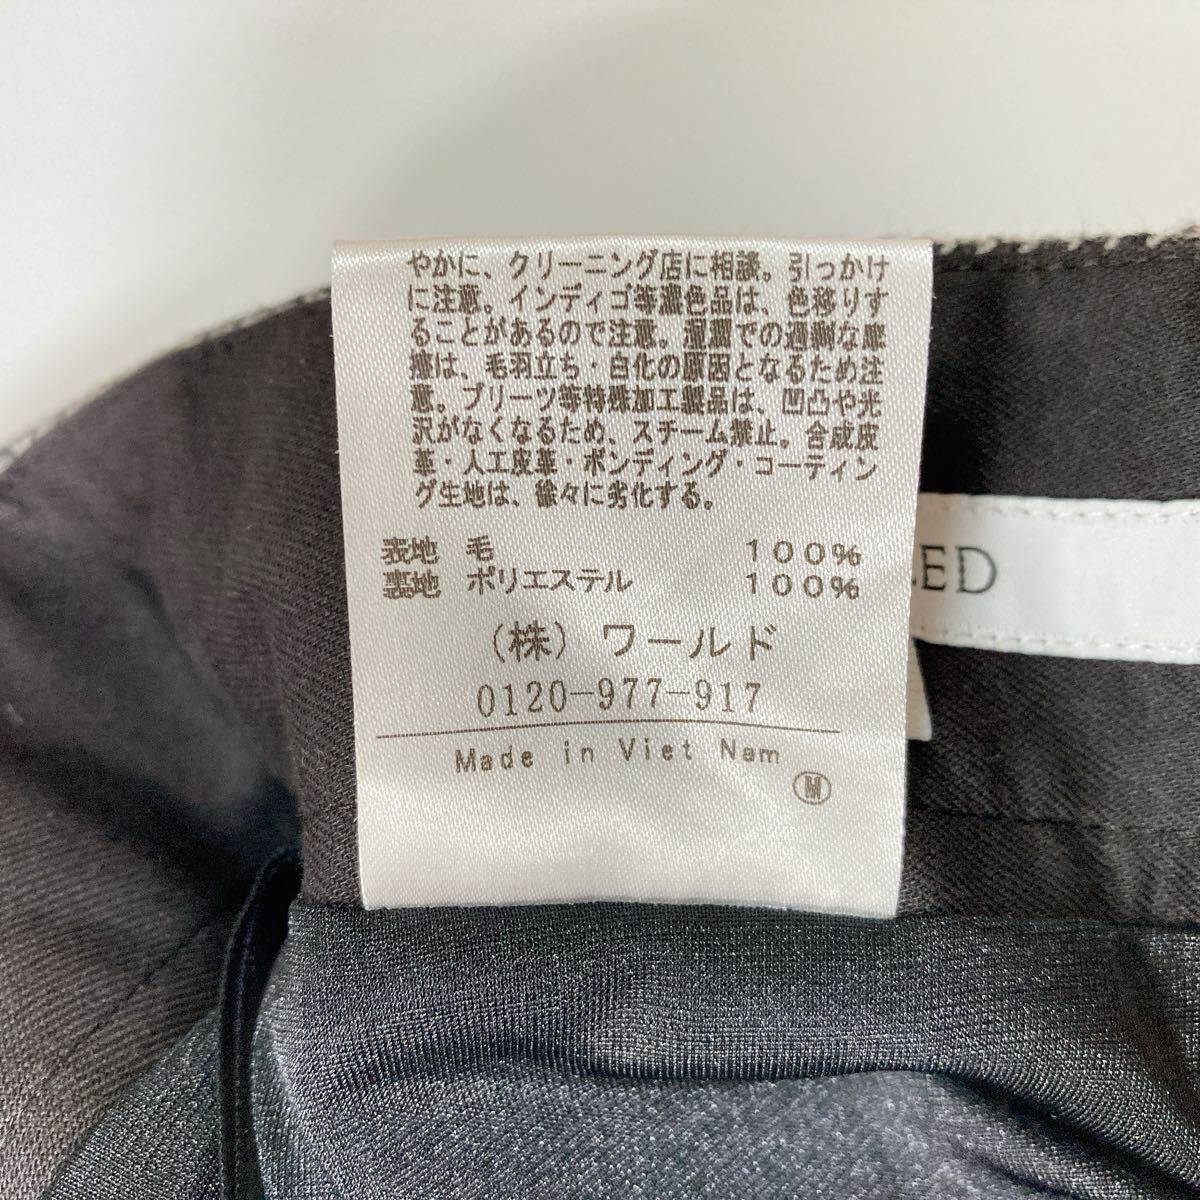 やかに、クリーニング店に相談。引っかけ
に注意。インディゴ等濃色品は、色移りす
ることがあるので注意。湿潤での過剰な摩
擦は、毛羽立ち・白化の原因となるため注
意。プリーツ等特殊加工製品は、凹凸や光
沢がなくなるため、スチーム禁止。合成皮
革・人工皮革・ボンディング・コーティン
グ生地は、徐々に劣化する。
表地 毛 100%
裏地 ポリエステル 100%
(株) ワールド
0120-977-917
Made in Viet Nam
Ⓜ
ED